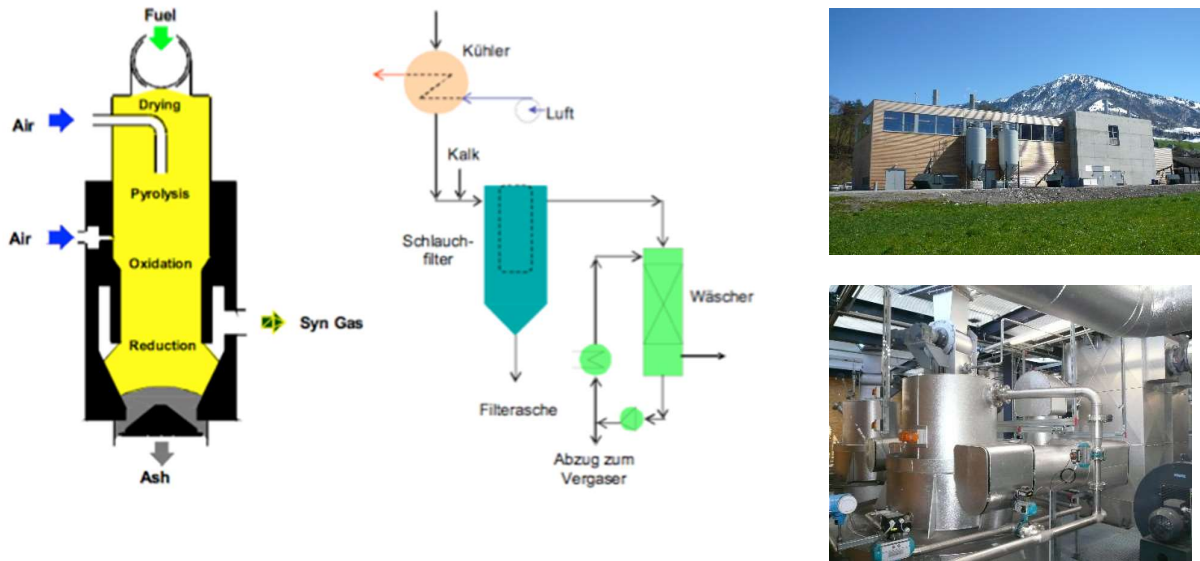 Fuel
Drying
Air
Pyrolysis
Air
Oxidation
Syn Gas
Reduction
Ash
Kühler
Luft
Kalk
Schlauch-
filter
Wäscher
Filterasche
Abzug zum
Vergaser